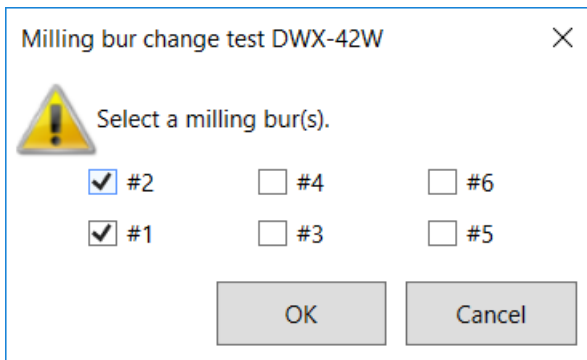 Milling bur change test DWX-42W
Select a milling bur(s).
#2 #4 #6
#1 #3 #5
OK Cancel